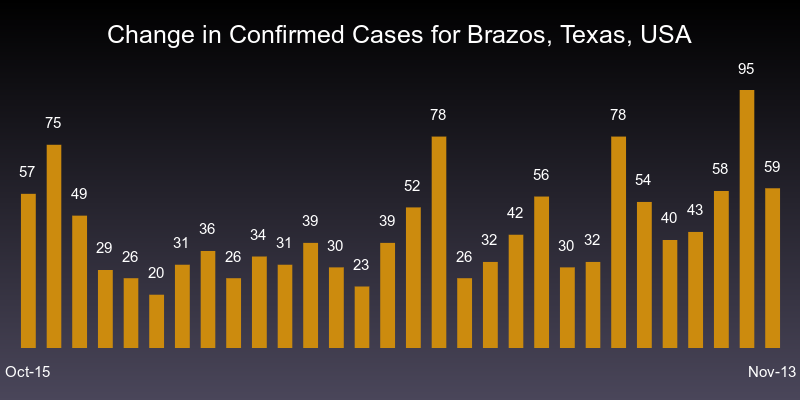 Change in Confirmed Cases for Brazos, Texas, USA
57 75 49 29 26 20 31 36 26 34 31 39 30 23 39 52 78 26 32 42 56 30 32 78 54 40 43 58 95 59
Oct-15 Nov-13